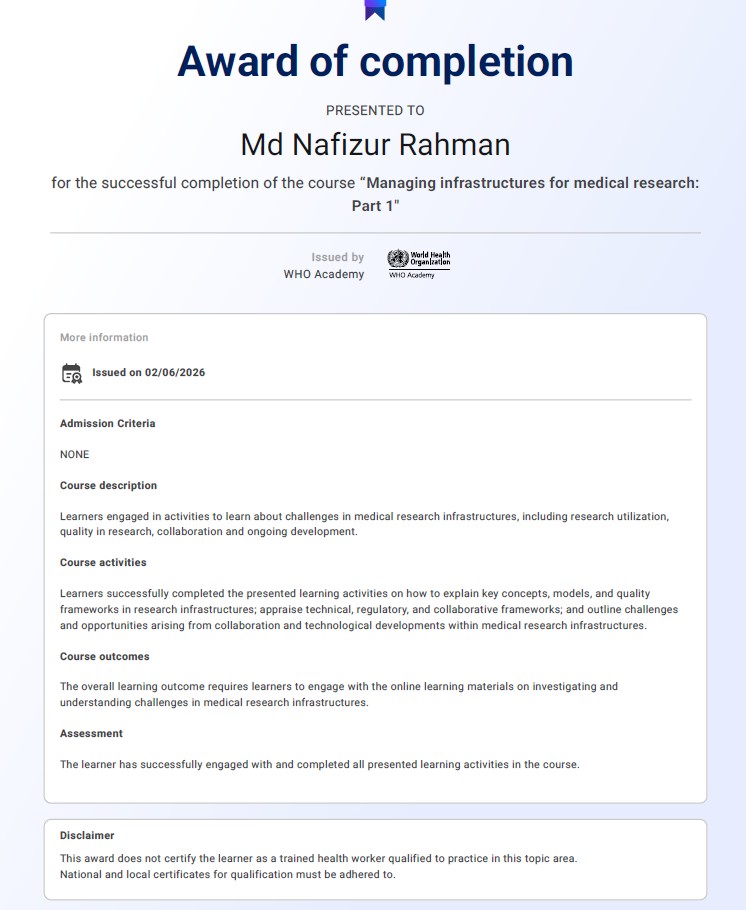 Award of completion
PRESENTED TO
Md Nafizur Rahman
for the successful completion of the course “Managing infrastructures for medical research:
Part 1"
Issued by
WHO Academy
World Health
Organization
WHO Academy
More information
Issued on 02/06/2026
Admission Criteria
NONE
Course description
Learners engaged in activities to learn about challenges in medical research infrastructures, including research utilization,
quality in research, collaboration and ongoing development.
Course activities
Learners successfully completed the presented learning activities on how to explain key concepts, models, and quality
frameworks in research infrastructures; appraise technical, regulatory, and collaborative frameworks; and outline challenges
and opportunities arising from collaboration and technological developments within medical research infrastructures.
Course outcomes
The overall learning outcome requires learners to engage with the online learning materials on investigating and
understanding challenges in medical research infrastructures.
Assessment
The learner has successfully engaged with and completed all presented learning activities in the course.
Disclaimer
This award does not certify the learner as a trained health worker qualified to practice in this topic area.
National and local certificates for qualification must be adhered to.